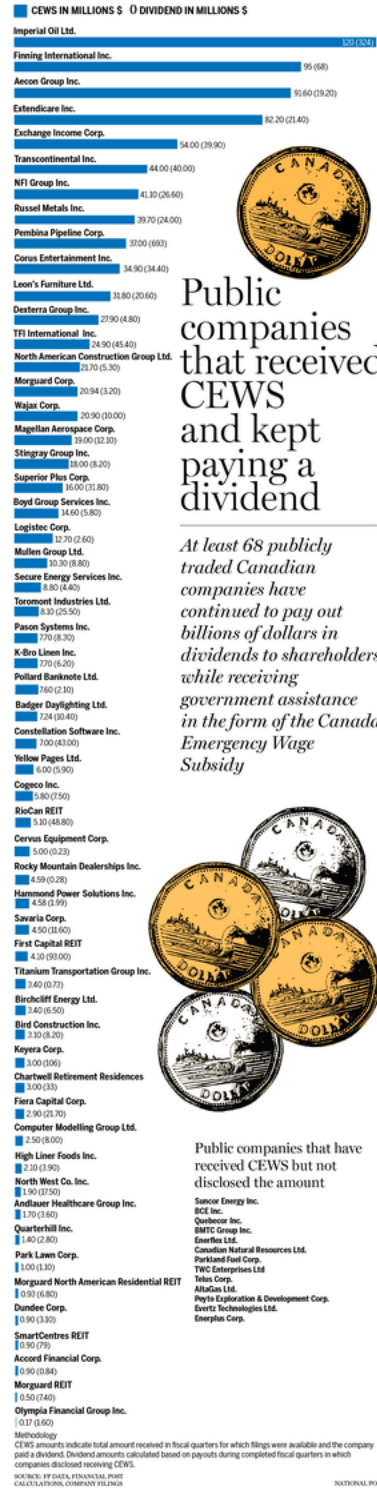 CEWS IN MILLIONS $ () DIVIDEND IN MILLIONS $
Imperial Oil Ltd.
120 (324)
Finning International Inc.
95 (68)
Aecon Group Inc.
91.60 (19.20)
Extendicare Inc.
82.20 (21.40)
Exchange Income Corp.
54.00 (39.90)
Transcontinental Inc.
44.00 (40.00)
NFI Group Inc.
41.10 (26.60)
Russel Metals Inc.
39.70 (24.00)
Pembina Pipeline Corp.
37.00 (693)
Corus Entertainment Inc.
34.90 (34.40)
Leon's Furniture Ltd.
31.80 (20.60)
Dexterra Group Inc.
27.90 (4.80)
TFI International Inc.
24.90 (45.40)
North American Construction Group Ltd.
21.70 (5.30)
Morguard Corp.
20.94 (3.20)
Wajax Corp.
20.90 (10.00)
Magellan Aerospace Corp.
19.00 (12.10)
Stingray Group Inc.
18.00 (8.20)
Superior Plus Corp.
16.00 (31.80)
Boyd Group Services Inc.
14.60 (5.80)
Logistec Corp.
12.70 (2.60)
Mullen Group Ltd.
10.30 (8.80)
Secure Energy Services Inc.
8.80 (4.40)
Toromont Industries Ltd.
8.10 (25.50)
Pason Systems Inc.
7.70 (8.30)
K-Bro Linen Inc.
7.70 (6.20)
Pollard Banknote Ltd.
7.60 (2.10)
Badger Daylighting Ltd.
7.24 (10.40)
Constellation Software Inc.
7.00 (43.00)
Yellow Pages Ltd.
6.00 (5.90)
Cogeco Inc.
5.80 (7.50)
RioCan REIT
5.10 (48.80)
Cervus Equipment Corp.
5.00 (0.23)
Rocky Mountain Dealerships Inc.
4.59 (0.28)
Hammond Power Solutions Inc.
4.58 (1.99)
Savaria Corp.
4.50 (11.60)
First Capital REIT
4.10 (93.00)
Titanium Transportation Group Inc.
3.40 (0.73)
Birchcliff Energy Ltd.
3.40 (6.50)
Bird Construction Inc.
3.10 (8.20)
Keyera Corp.
3.00 (106)
Chartwell Retirement Residences
3.00 (33)
Fiera Capital Corp.
2.90 (21.70)
Computer Modelling Group Ltd.
2.50 (8.00)
High Liner Foods Inc.
2.10 (3.90)
North West Co. Inc.
1.90 (17.50)
Andlauer Healthcare Group Inc.
1.70 (3.60)
Quarterhill Inc.
1.40 (2.80)
Park Lawn Corp.
1.00 (1.10)
Morguard North American Residential REIT
0.93 (6.80)
Dundee Corp.
0.90 (3.10)
SmartCentres REIT
0.90 (79)
Accord Financial Corp.
0.90 (0.84)
Morguard REIT
0.50 (7.40)
Olympia Financial Group Inc.
0.17 (1.60)
CANADA
DOLLAR
Public
companies
that received
CEWS
and kept
paying a
dividend
At least 68 publicly
traded Canadian
companies have
continued to pay out
billions of dollars in
dividends to shareholders
while receiving
government assistance
in the form of the Canada
Emergency Wage
Subsidy
CANADA
DOLLAR
CANADA
DOLLAR
CANADA
DOLLAR
CANADA
DOLLAR
Public companies that have
received CEWS but not
disclosed the amount
Suncor Energy Inc.
BCE Inc.
Quebecor Inc.
BMTC Group Inc.
Enerflex Ltd.
Canadian Natural Resources Ltd.
Parkland Fuel Corp.
TWC Enterprises Ltd
Telus Corp.
AltaGas Ltd.
Peyto Exploration & Development Corp.
Evertz Technologies Ltd.
Enerplus Corp.
Methodology
CEWS amounts indicate total amount received in fiscal quarters for which filings were available and the company
paid a dividend. Dividend amounts calculated based on payouts during completed fiscal quarters in which
companies disclosed receiving CEWS.
SOURCE: FP DATA, FINANCIAL POST
CALCULATIONS, COMPANY FILINGS
NATIONAL PO